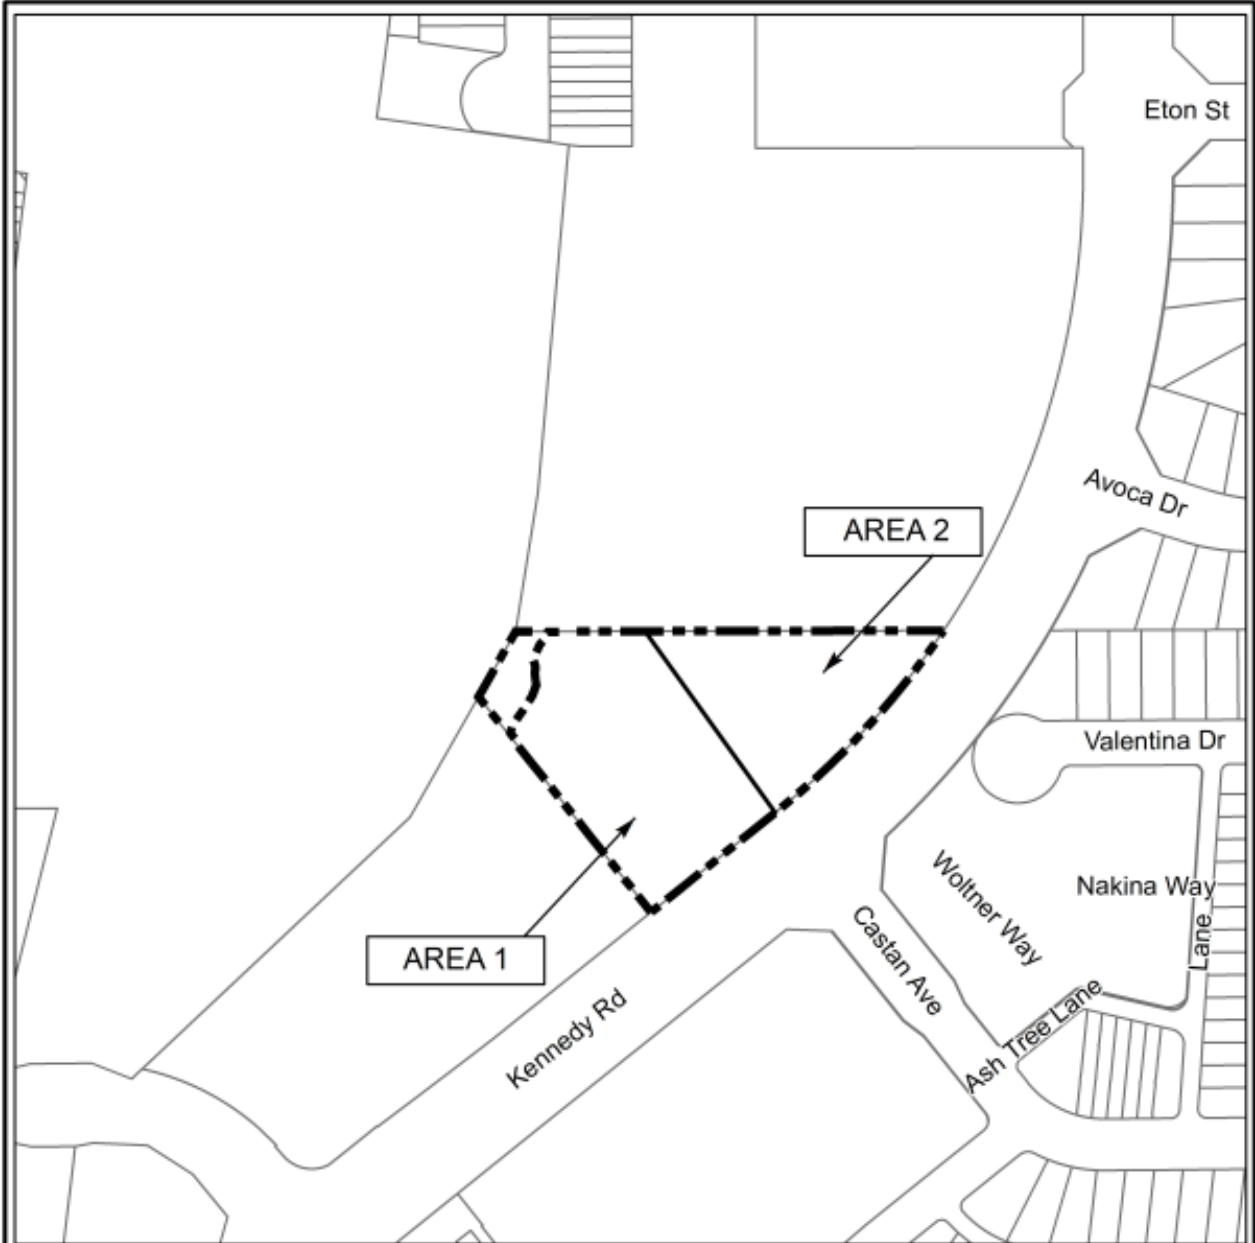 Eton St
Avoca Dr
AREA 2
Valentina Dr
Woltner Way
Nakina Way
Lane
Castan Ave
AREA 1
Ash Tree Lane
Kennedy Rd